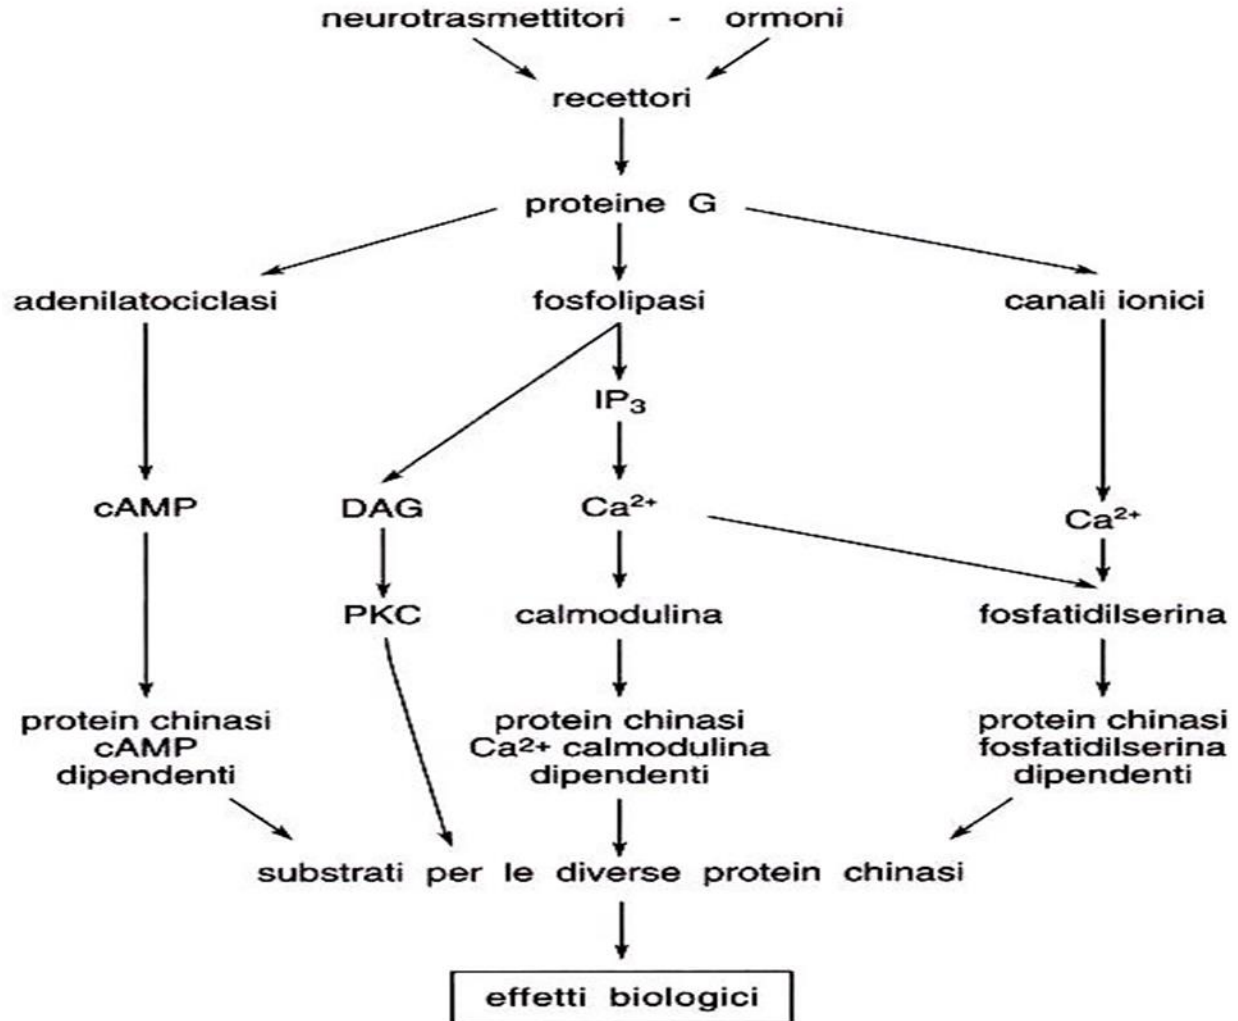 neurotrasmettitori - ormoni
recettori
proteine G
adenilatociclasi
fosfolipasi
canali ionici
IP₃
cAMP
DAG
Ca²⁺
Ca²⁺
PKC
calmodulina
fosfatidilserina
protein chinasi
cAMP
dipendenti
protein chinasi
Ca²⁺ calmodulina
dipendenti
protein chinasi
fosfatidilserina
dipendenti
substrati per le diverse protein chinasi
effetti biologici